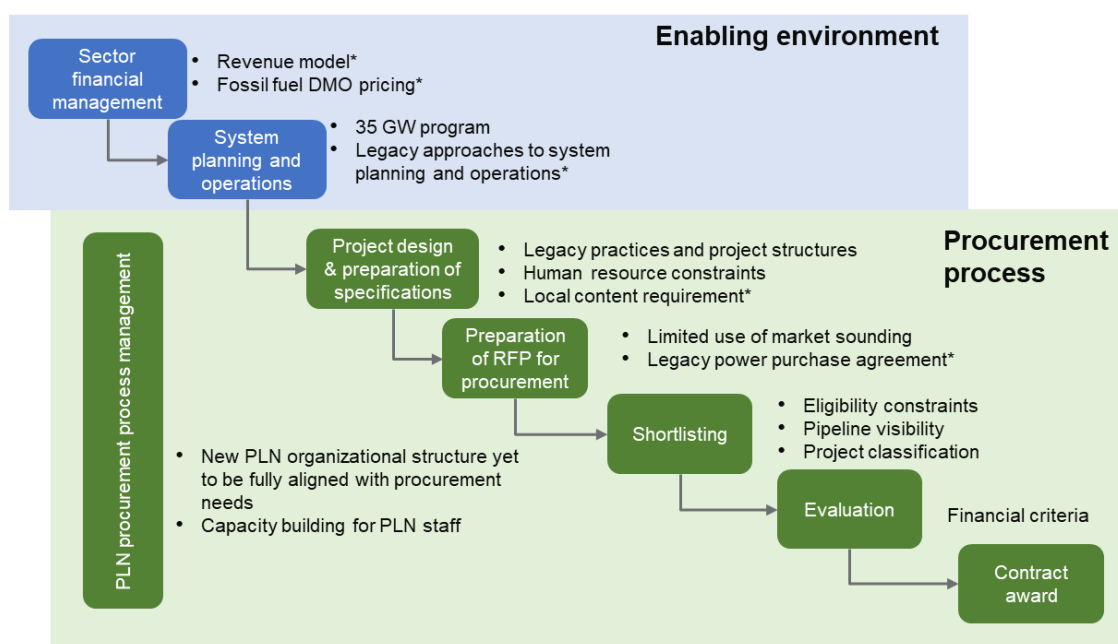 Enabling environment
Sector
financial
management
• Revenue model*
• Fossil fuel DMO pricing*
System
planning and
operations
• 35 GW program
• Legacy approaches to system
planning and operations*
Procurement
process
PLN procurement process management
Project design
& preparation of
specifications
• Legacy practices and project structures
• Human resource constraints
• Local content requirement*
Preparation
of RFP for
procurement
• Limited use of market sounding
• Legacy power purchase agreement*
Shortlisting
• Eligibility constraints
• Pipeline visibility
• Project classification
• New PLN organizational structure yet
to be fully aligned with procurement
needs
• Capacity building for PLN staff
Evaluation
Financial criteria
Contract
award